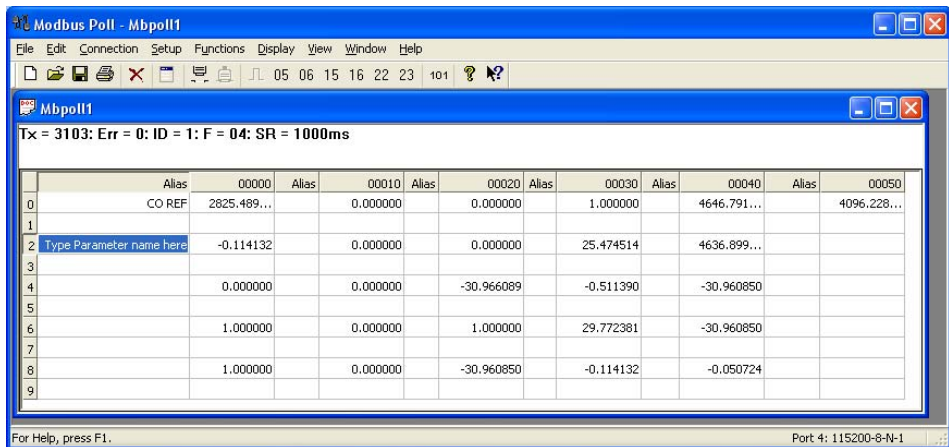 Modbus Poll - Mbpoll1
File Edit Connection Setup Functions Display View Window Help
05 06 15 16 22 23 101
Mbpoll1
Tx = 3103: Err = 0: ID = 1: F = 04: SR = 1000ms
Alias 00000 Alias 00010 Alias 00020 Alias 00030 Alias 00040 Alias 00050
0 CO REF 2825.489... 0.000000 0.000000 1.000000 4646.791... 4096.228...
1
2 Type Parameter name here -0.114132 0.000000 0.000000 25.474514 4636.899...
3
4 0.000000 0.000000 -30.966089 -0.511390 -30.960850
5
6 1.000000 0.000000 1.000000 29.772381 -30.960850
7
8 1.000000 0.000000 -30.960850 -0.114132 -0.050724
9
For Help, press F1. Port 4: 115200-8-N-1